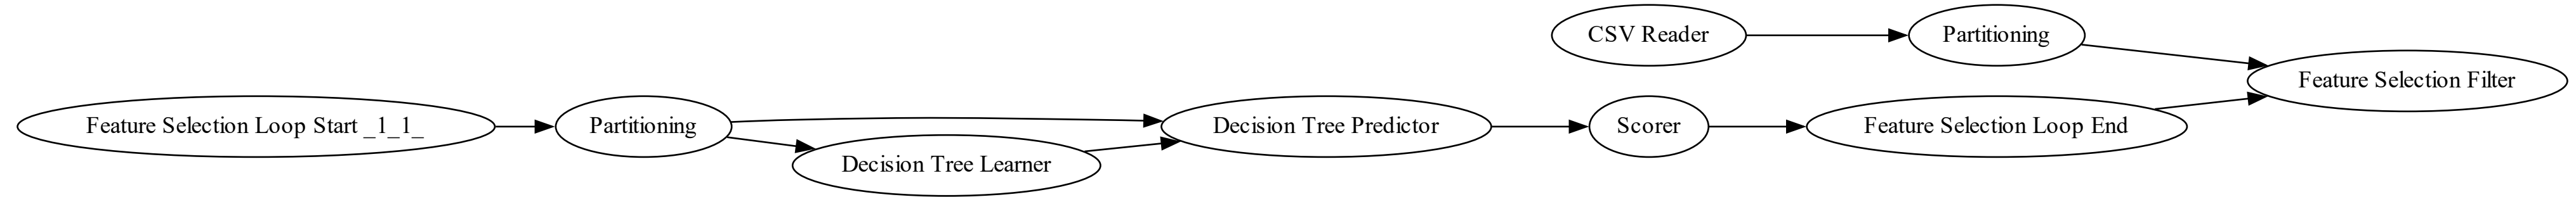 CSV Reader
Partitioning
Feature Selection Filter
Feature Selection Loop Start _1_1_
Partitioning
Decision Tree Predictor
Scorer
Feature Selection Loop End
Decision Tree Learner